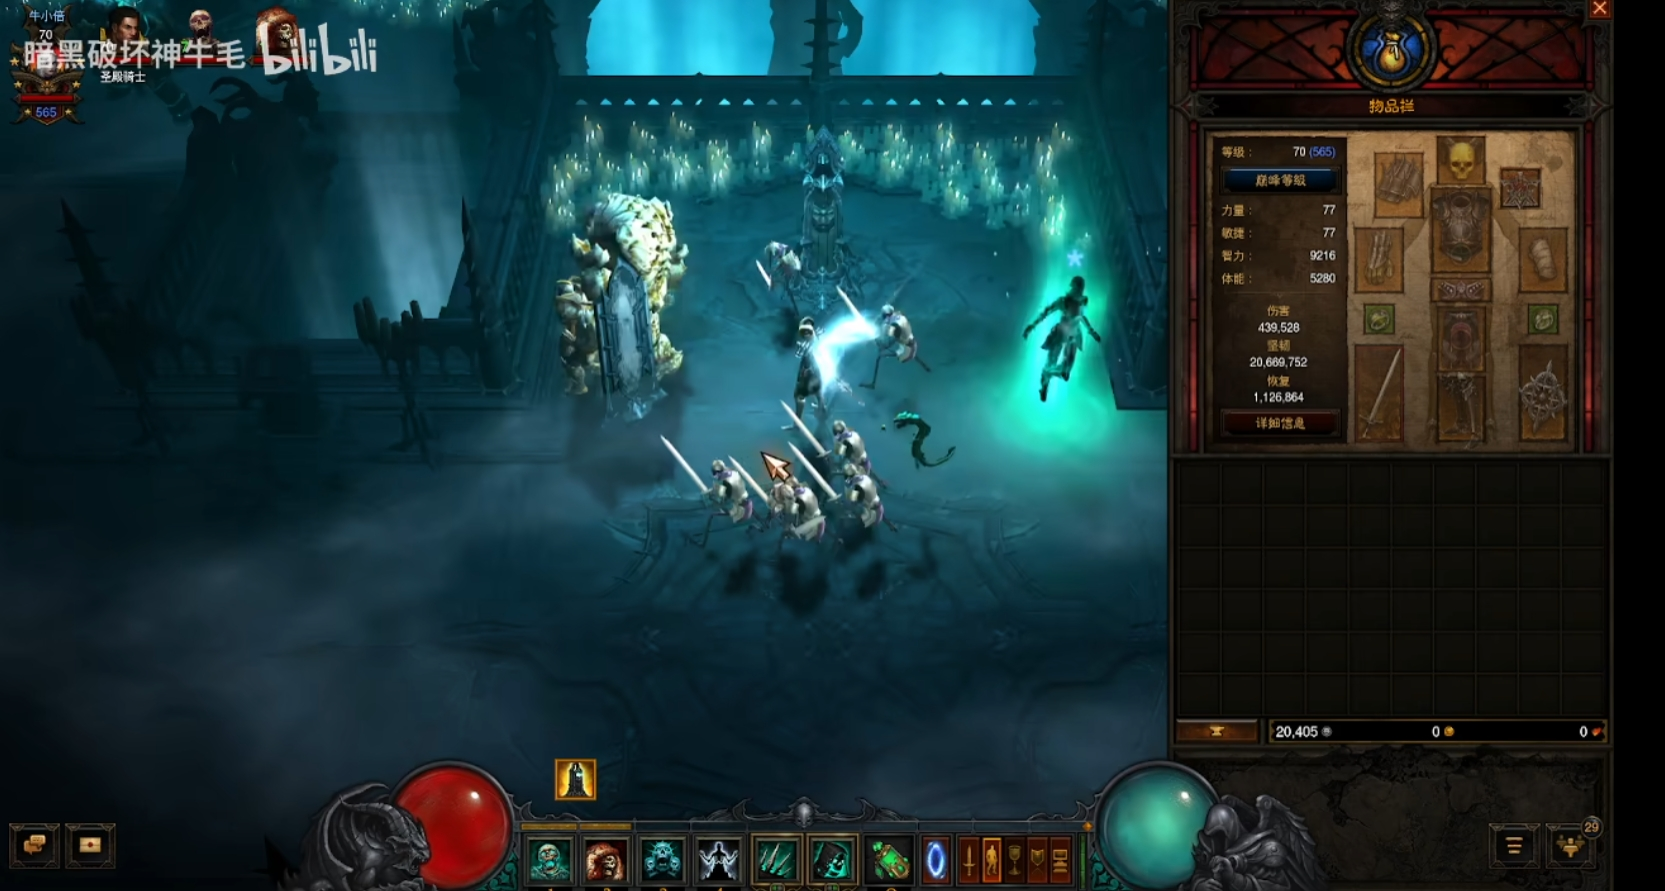 牛小倍
70
暗黑破坏神牛毛 bilibili
圣殿骑士
565
物品栏
等级： 70 (565)
巅峰等级
力量： 77
敏捷： 77
智力： 9216
体能： 5280
伤害
439,528
坚韧
20,669,752
恢复
1,126,864
详细信息
20,405
0
0
29